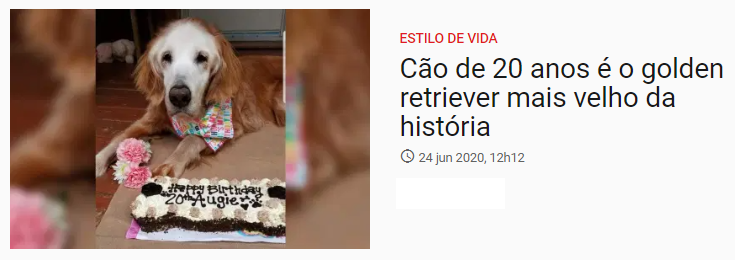 ESTILO DE VIDA
Cão de 20 anos é o golden
retriever mais velho da
história
24 jun 2020, 12h12
Happy Birthday
20th Augie